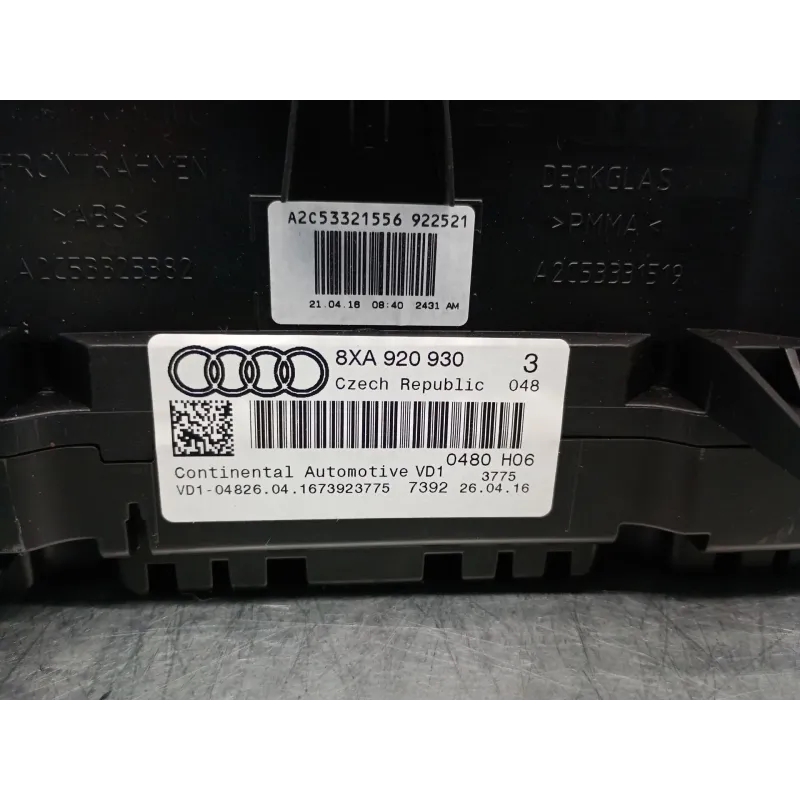 FRONTRAHMEN
>ABS<
A2C53325382
A2C53321556 922521
21.04.16 08:40 2431 AM
DECKGLAS
>PMMA<
A2C53331519
8XA 920 930 3
Czech Republic 048
0480 H06
Continental Automotive VD1 3775
VD1-04826.04.1673923775 7392 26.04.16